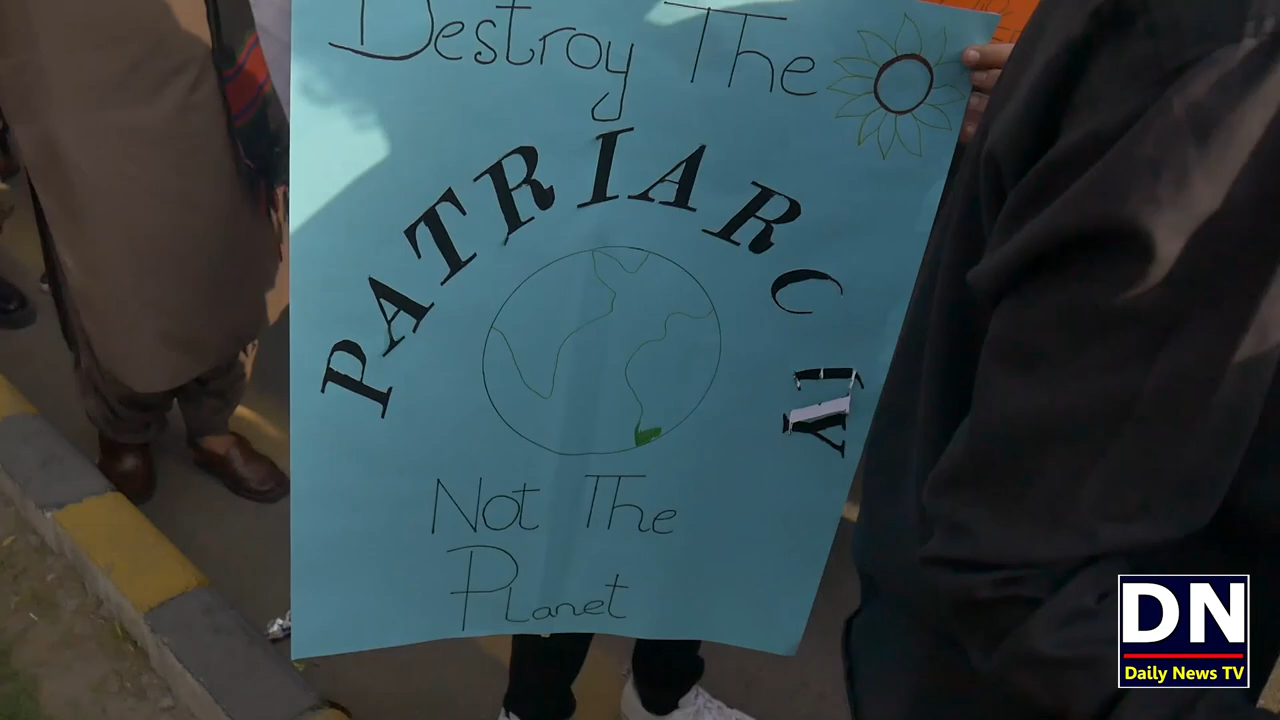 Destroy The
PATRIARCHY
Not The
Planet
DN
Daily News TV